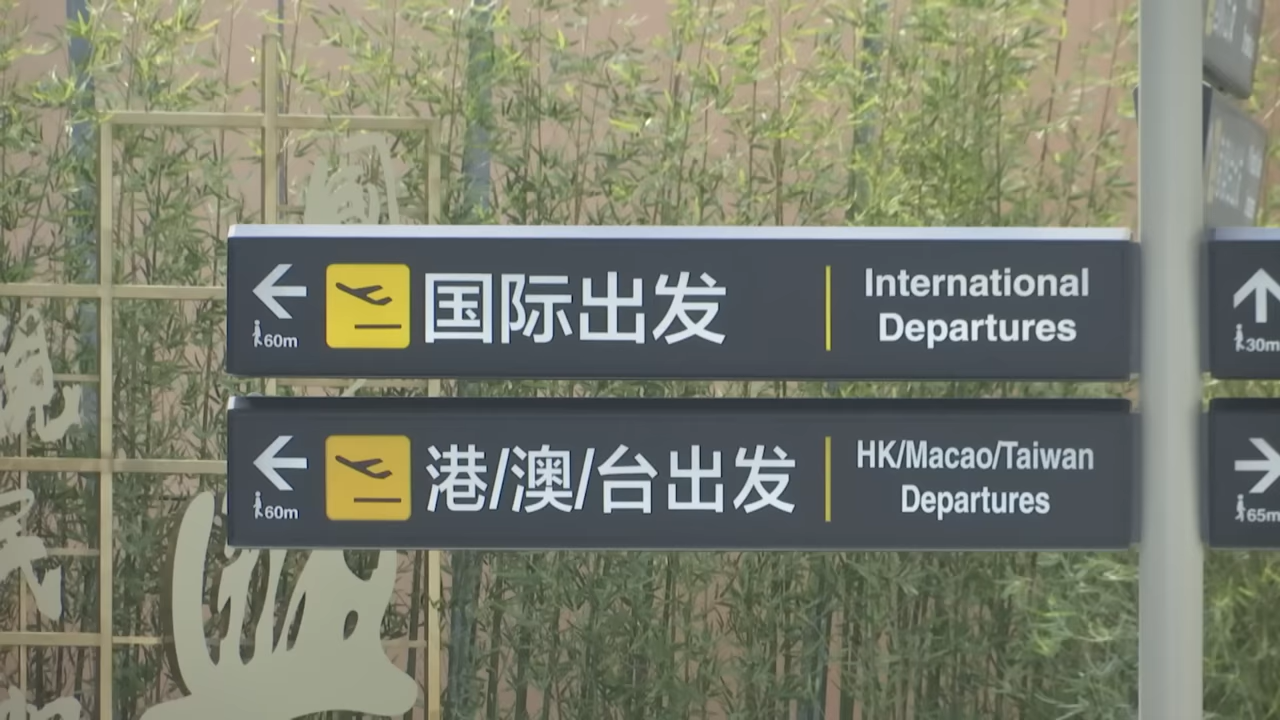 国际出发
International
Departures
60m
港/澳/台出发
HK/Macao/Taiwan
Departures
60m
30m
65m